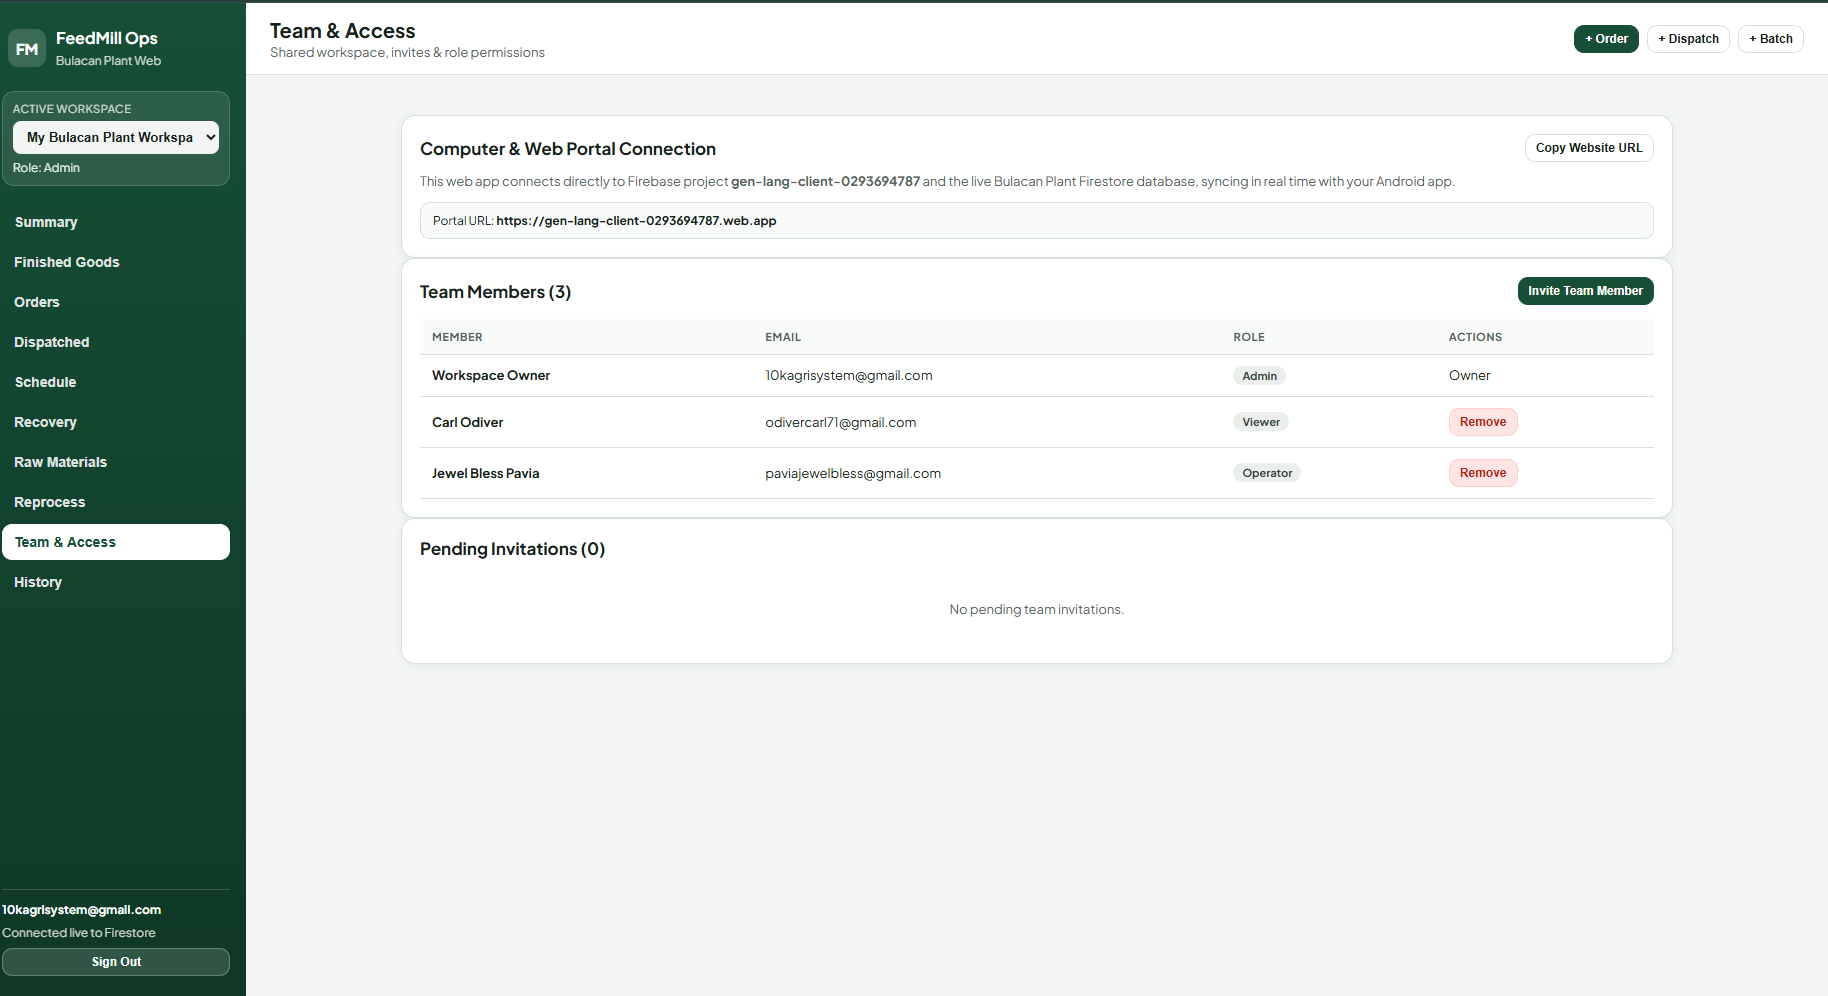 FM
FeedMill Ops
Bulacan Plant Web
ACTIVE WORKSPACE
My Bulacan Plant Workspa
Role: Admin
Summary
Finished Goods
Orders
Dispatched
Schedule
Recovery
Raw Materials
Reprocess
Team & Access
History
10kagrisystem@gmail.com
Connected live to Firestore
Sign Out
Team & Access
Shared workspace, invites & role permissions
+ Order
+ Dispatch
+ Batch
Computer & Web Portal Connection
Copy Website URL
This web app connects directly to Firebase project gen-lang-client-0293694787 and the live Bulacan Plant Firestore database, syncing in real time with your Android app.
Portal URL: https://gen-lang-client-0293694787.web.app
Team Members (3)
Invite Team Member
MEMBER EMAIL ROLE ACTIONS
Workspace Owner 10kagrisystem@gmail.com Admin Owner
Carl Odiver odivercarl71@gmail.com Viewer Remove
Jewel Bless Pavia paviajewelbless@gmail.com Operator Remove
Pending Invitations (0)
No pending team invitations.